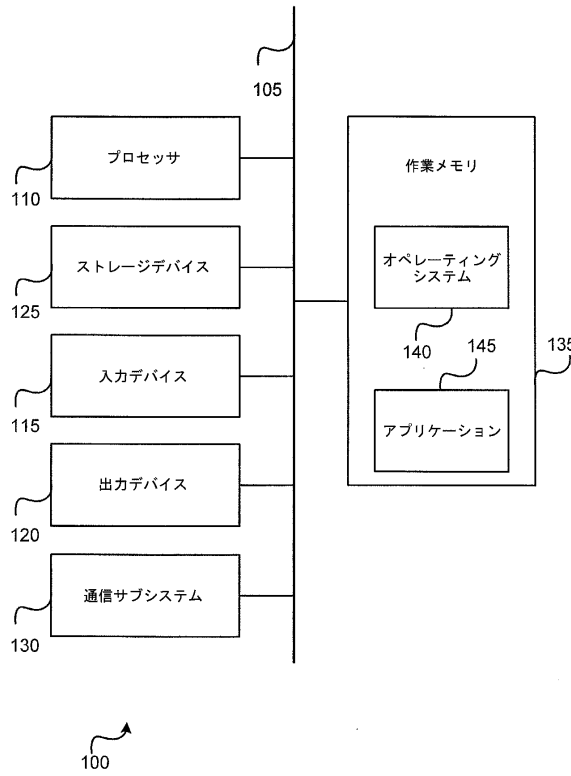 105
プロセッサ
110
ストレージデバイス
125
入力デバイス
115
出力デバイス
120
通信サブシステム
130
作業メモリ
オペレーティング
システム
140
145
135
アプリケーション
100